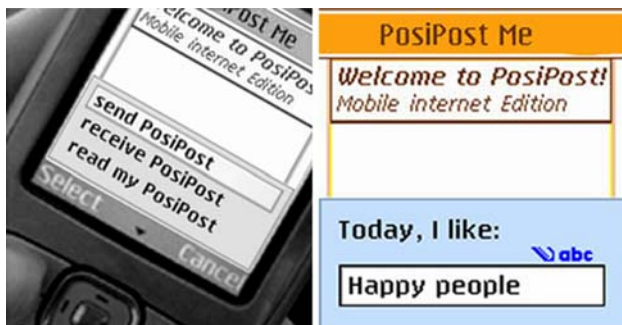 Post Me
Welcome to PosiPos
Mobile internet Edition
send PosiPost
receive PosiPost
read my PosiPost
Select
Cancel
PosiPost Me
Welcome to PosiPost!
Mobile internet Edition
Today, I like:
abc
Happy people